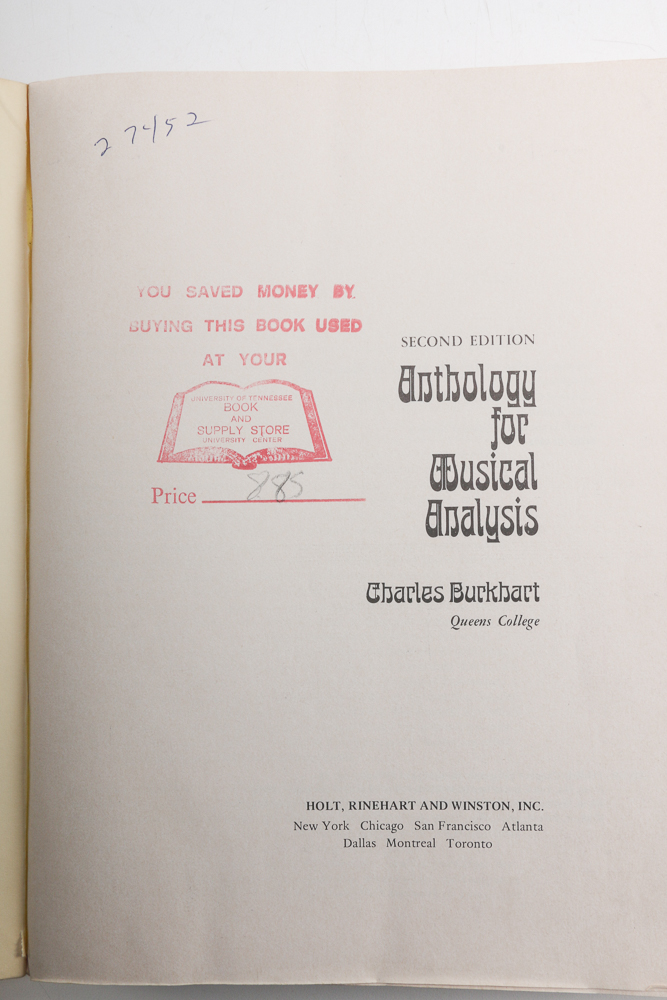 27452
YOU SAVED MONEY BY
BUYING THIS BOOK USED
AT YOUR
UNIVERSITY OF TENNESSEE
BOOK
AND
SUPPLY STORE
UNIVERSITY CENTER
Price 885
SECOND EDITION
Anthology
for
Musical
Analysis
Charles Burkhart
Queens College
HOLT, RINEHART AND WINSTON, INC.
New York Chicago San Francisco Atlanta
Dallas Montreal Toronto